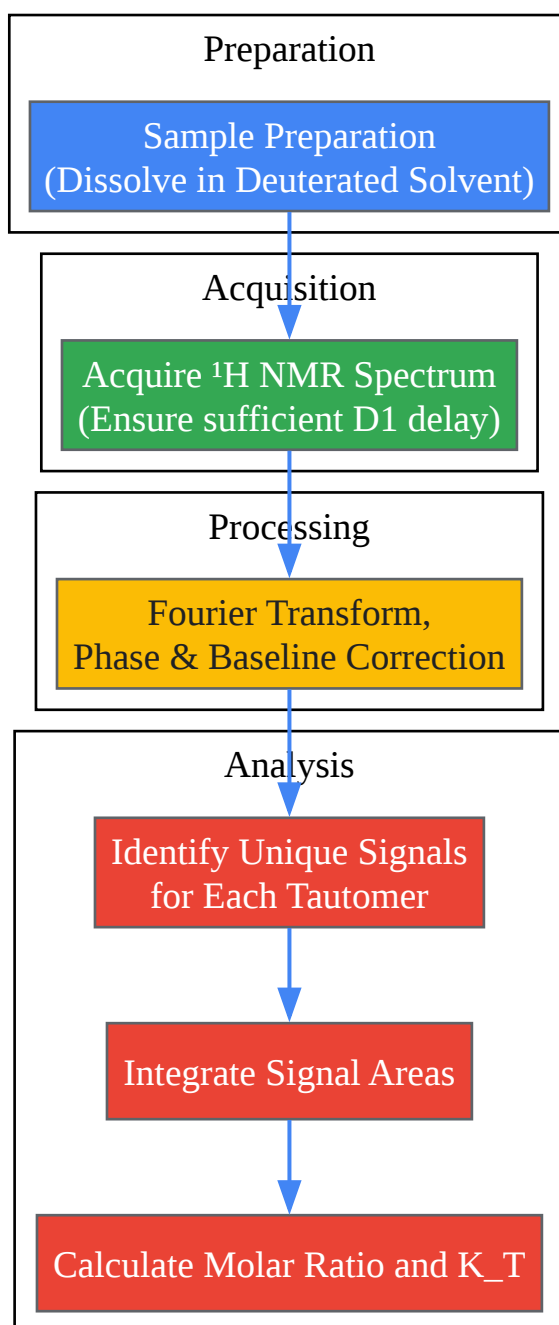 Preparation
Sample Preparation
(Dissolve in Deuterated Solvent)
Acquisition
Acquire ¹H NMR Spectrum
(Ensure sufficient D1 delay)
Processing
Fourier Transform,
Phase & Baseline Correction
Analysis
Identify Unique Signals
for Each Tautomer
Integrate Signal Areas
Calculate Molar Ratio and K_T